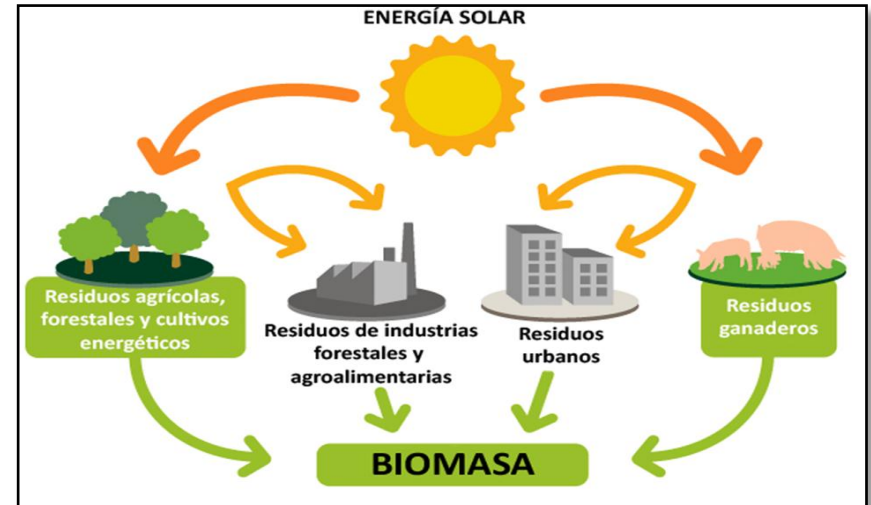 ENERGÍA SOLAR
Residuos agrícolas,
forestales y cultivos
energéticos
Residuos de industrias
forestales y
agroalimentarias
Residuos
urbanos
Residuos
ganaderos
BIOMASA